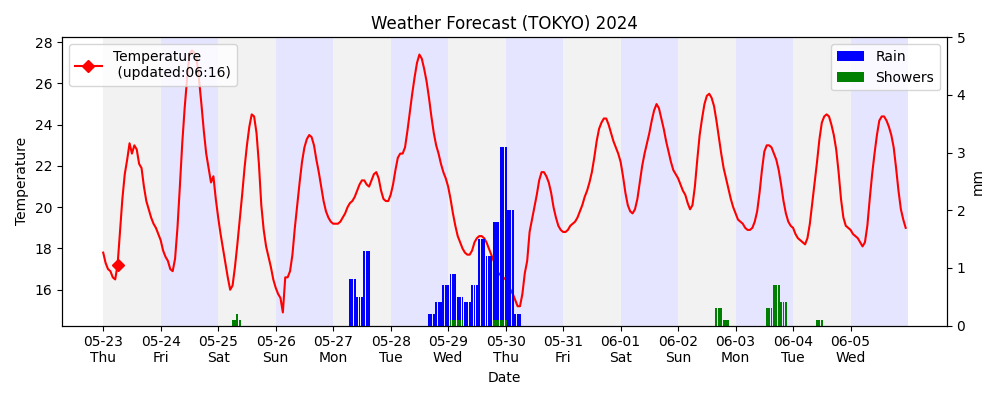 Weather Forecast (TOKYO) 2024
Temperature
(updated:06:16)
Rain
Showers
Temperature
28
26
24
22
20
18
16
5
4
3
2
1
0
mm
05-23 05-24 05-25 05-26 05-27 05-28 05-29 05-30 05-31 06-01 06-02 06-03 06-04 06-05
Thu Fri Sat Sun Mon Tue Wed Thu Fri Sat Sun Mon Tue Wed
Date